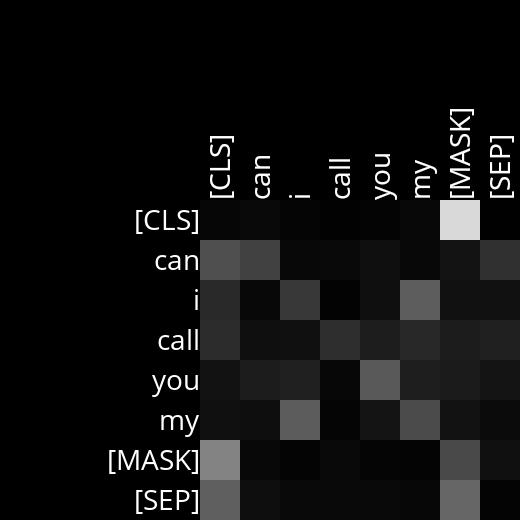 [CLS]
can
i
call
you
my
[MASK]
[SEP]
[CLS]
can
i
call
you
my
[MASK]
[SEP]